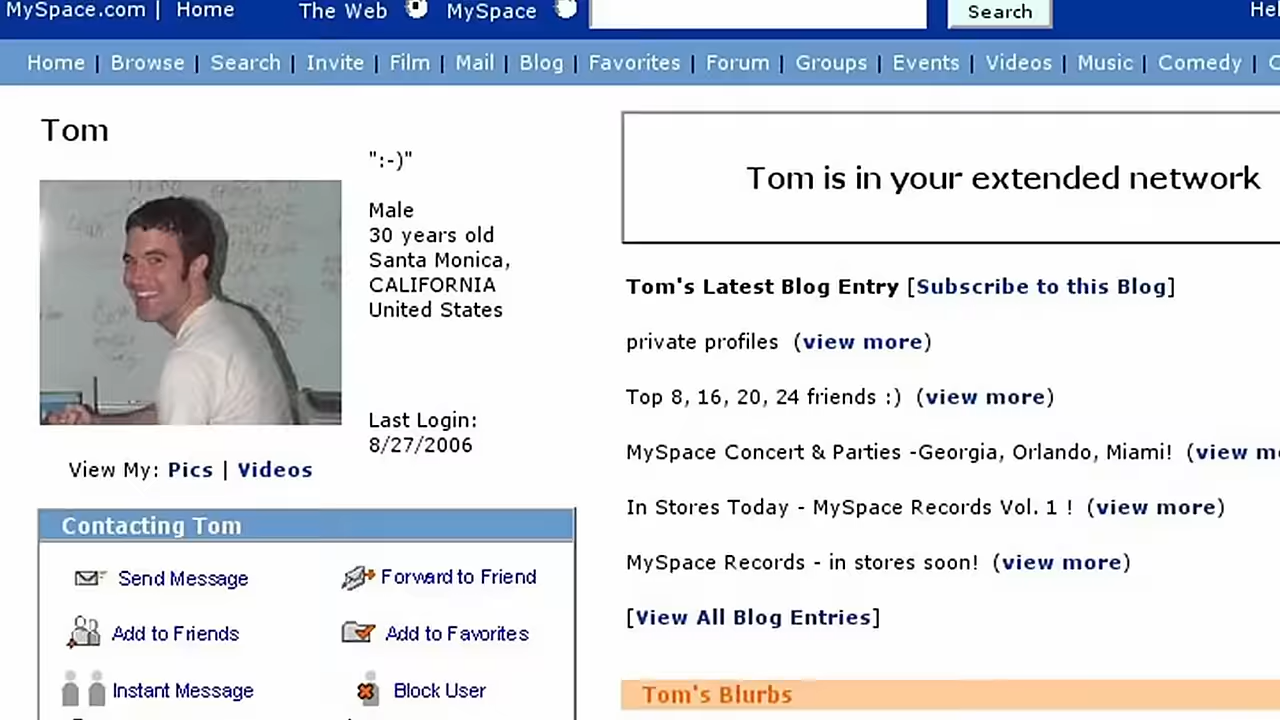 MySpace.com | Home The Web MySpace Search
Home | Browse | Search | Invite | Film | Mail | Blog | Favorites | Forum | Groups | Events | Videos | Music | Comedy |
Tom
":-)"
Male
30 years old
Santa Monica,
CALIFORNIA
United States
Last Login:
8/27/2006
View My: Pics | Videos
Contacting Tom
Send Message Forward to Friend
Add to Friends Add to Favorites
Instant Message Block User
Tom is in your extended network
Tom's Latest Blog Entry [Subscribe to this Blog]
private profiles (view more)
Top 8, 16, 20, 24 friends :) (view more)
MySpace Concert & Parties -Georgia, Orlando, Miami! (view
In Stores Today - MySpace Records Vol. 1 ! (view more)
MySpace Records - in stores soon! (view more)
[View All Blog Entries]
Tom's Blurbs